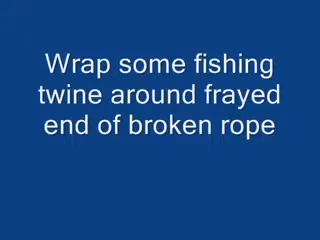 Wrap some fishing
twine around frayed
end of broken rope